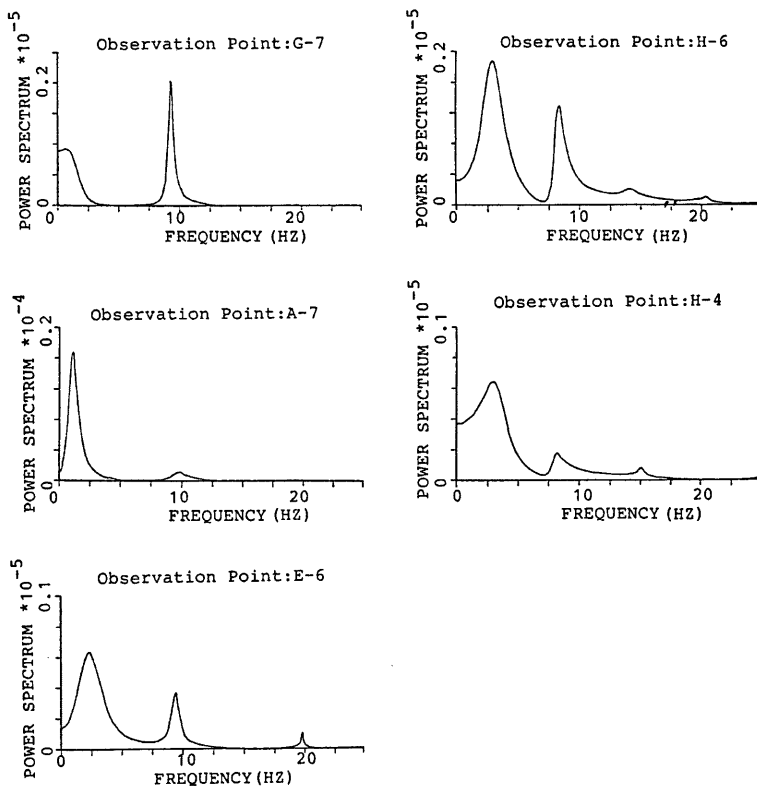 Observation Point:G-7
POWER SPECTRUM *10-5
0.2
0
0
10
20
FREQUENCY(HZ)
Observation Point:H-6
POWER SPECTRUM *10-5
0.2
0
0
10
20
FREQUENCY(HZ)
Observation Point:A-7
POWER SPECTRUM *10-4
0.2
0
0
10
20
FREQUENCY(HZ)
Observation Point:H-4
POWER SPECTRUM *10-5
0.1
0
0
10
20
FREQUENCY(HZ)
Observation Point:E-6
POWER SPECTRUM *10-5
0.1
0
0
10
20
FREQUENCY(HZ)